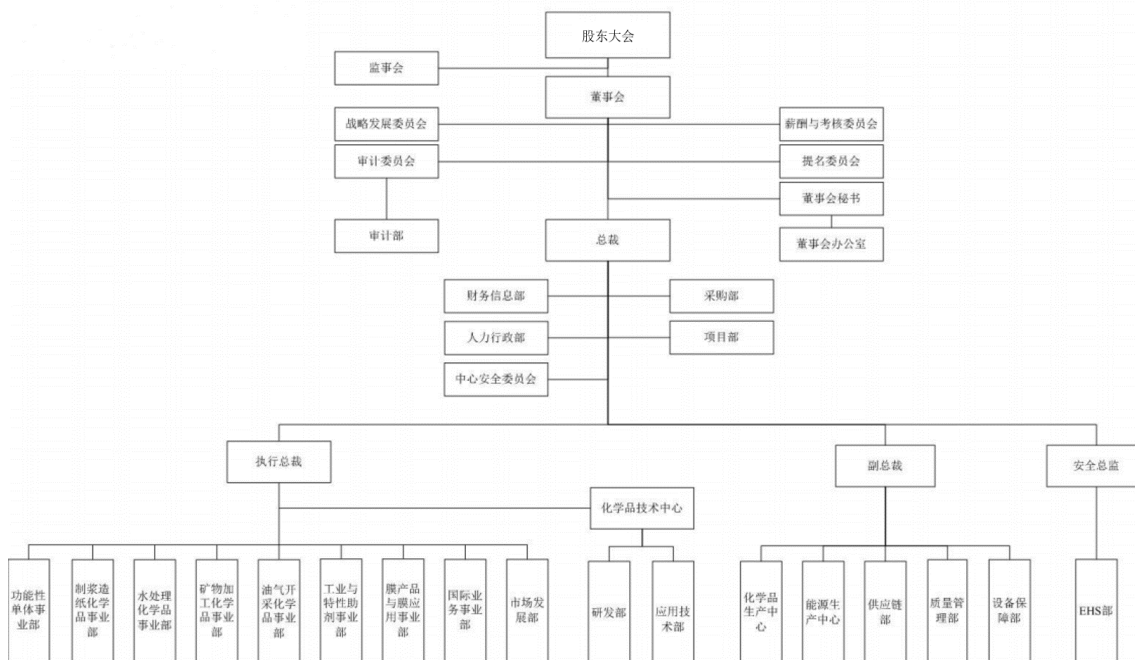 股东大会
监事会
董事会
战略发展委员会
薪酬与考核委员会
审计委员会
提名委员会
董事会秘书
审计部
总裁
董事会办公室
财务信息部
采购部
人力行政部
项目部
中心安全委员会
执行总裁
副总裁
安全总监
化学品技术中心
功能性
单体事
业部
制浆造
纸化学
品事业
部
水处理
化学品
事业部
矿物加
工化学
品事业
部
油气开
采化学
品事业
部
工业与
特性助
剂事业
部
膜产品
与膜应
用事业
部
国际业
务事业
部
市场发
展部
研发部
应用技
术部
化学品
生产中
心
能源生
产中心
供应链
部
质量管
理部
设备保
障部
EHS部